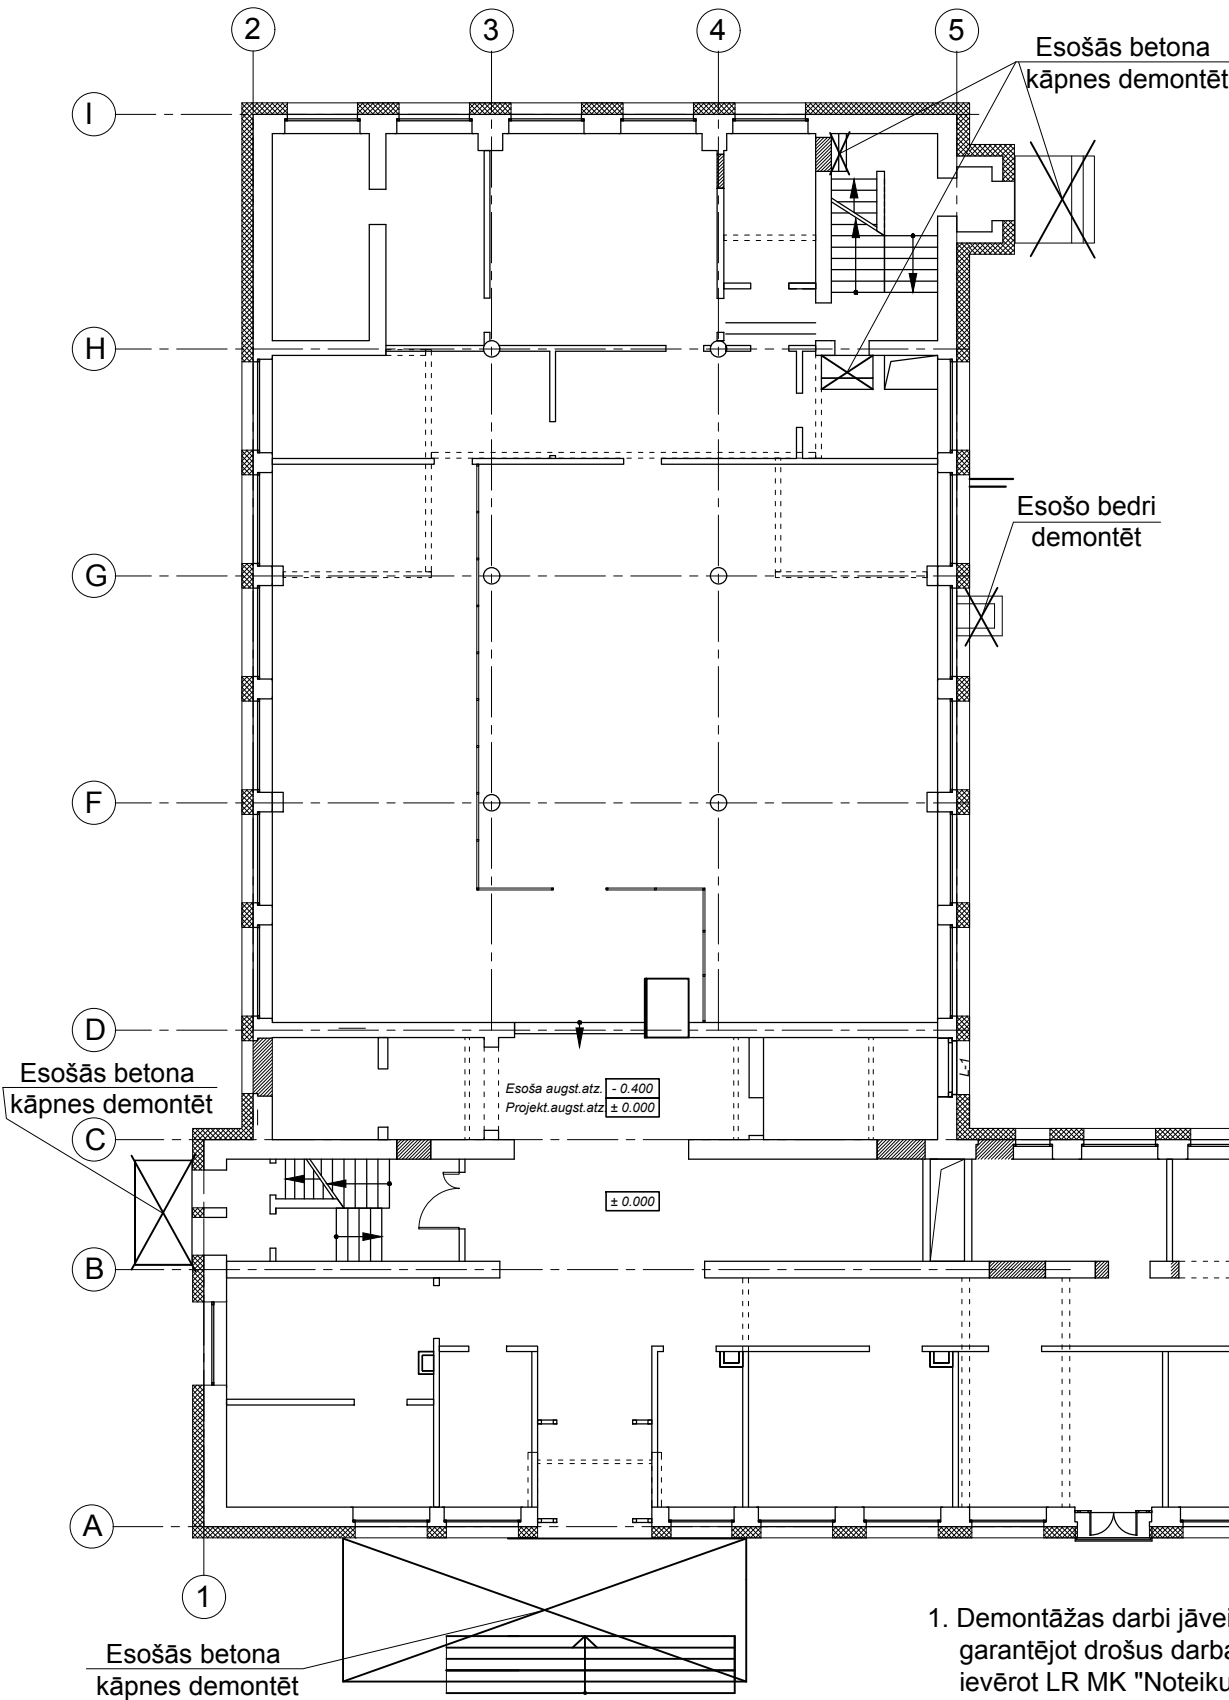 2
3
4
5
Esošās betona
kāpnes demontēt
I
H
Esošo bedri
demontēt
G
F
D
Esošās betona
kāpnes demontēt
L-1
Esoša augst.atz. - 0.400
Projekt.augst.atz ± 0.000
C
± 0.000
B
A
1
Esošās betona
kāpnes demontēt
1. Demontāžas darbi jāvei
garantējot drošus darba
ievērot LR MK "Noteiku